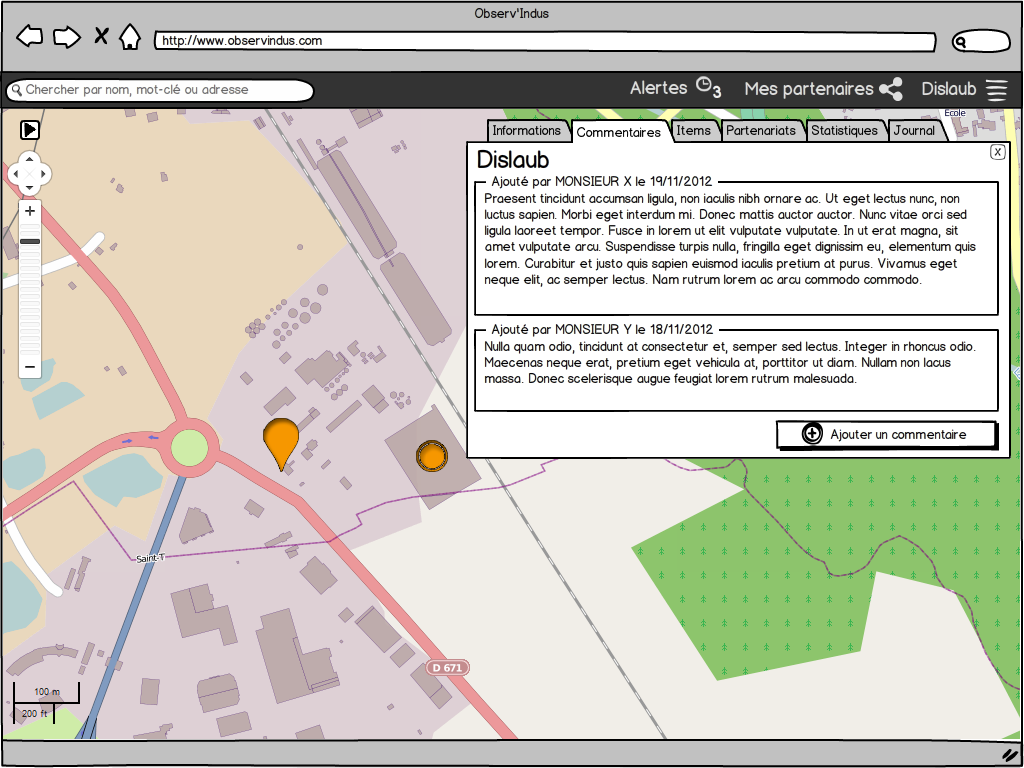 Observ'Indus
http://www.observindus.com
Chercher par nom, mot-clé ou adresse
Alertes 3 Mes partenaires Dislaub
Ecole
Informations Commentaires Items Partenariats Statistiques Journal
X
Dislaub
Ajouté par MONSIEUR X le 19/11/2012
Praesent tincidunt accumsan ligula, non iaculis nibh ornare ac. Ut eget lectus nunc, non
luctus sapien. Morbi eget interdum mi. Donec mattis auctor auctor. Nunc vitae orci sed
ligula laoreet tempor. Fusce in lorem ut elit vulputate vulputate. In ut erat magna, sit
amet vulputate arcu. Suspendisse turpis nulla, fringilla eget dignissim eu, elementum quis
lorem. Curabitur et justo quis sapien euismod iaculis pretium at purus. Vivamus eget
neque elit, ac semper lectus. Nam rutrum lorem ac arcu commodo commodo.
Ajouté par MONSIEUR Y le 18/11/2012
Nulla quam odio, tincidunt at consectetur et, semper sed lectus. Integer in rhoncus odio.
Maecenas neque erat, pretium eget vehicula at, porttitor ut diam. Nullam non lacus
massa. Donec scelerisque augue feugiat lorem rutrum malesuada.
Ajouter un commentaire
Saint-T
D 671
100 m
200 ft